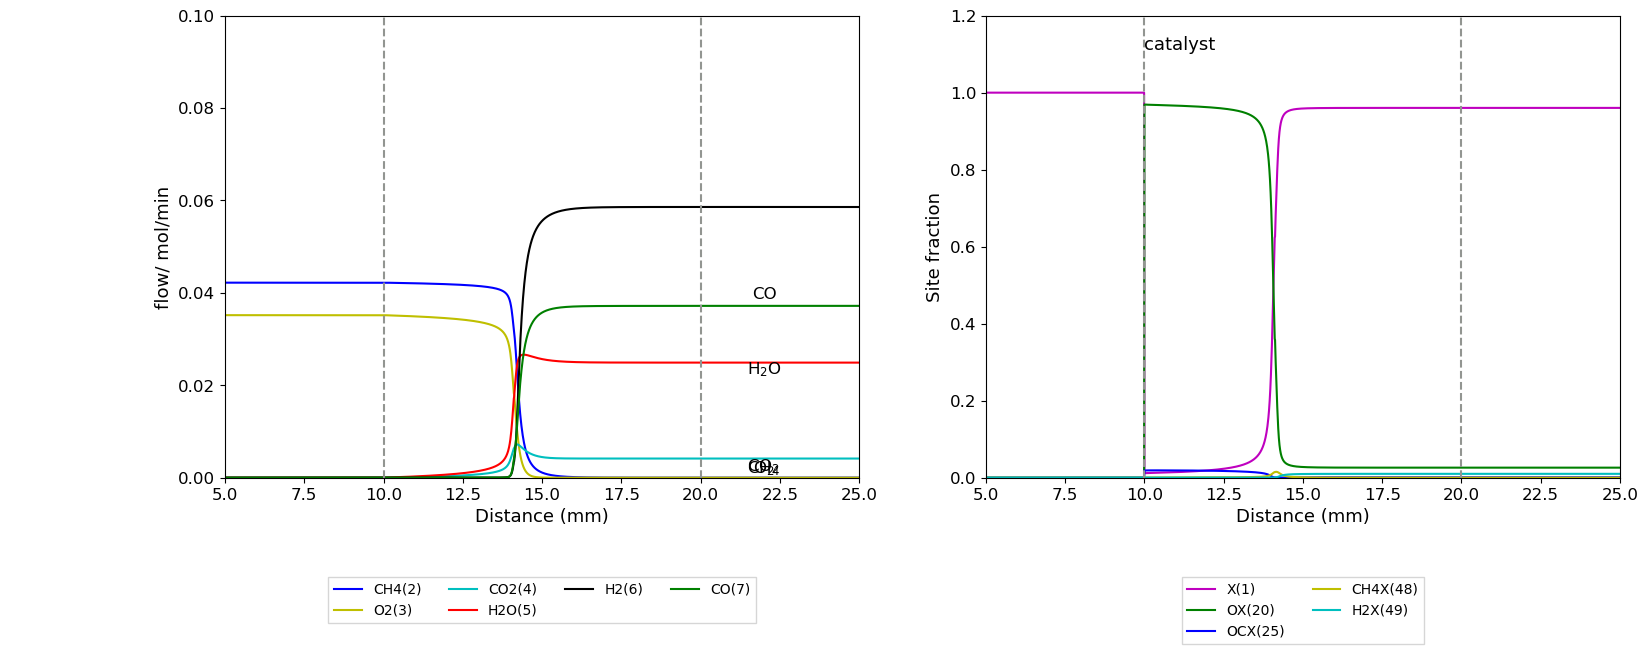 0.10
0.08
0.06
0.04
0.02
0.00
flow/ mol/min
CO
H₂O
5.0 7.5 10.0 12.5 15.0 17.5 20.0 22.5 25.0
Distance (mm)
CH4(2) CO2(4) H2(6) CO(7)
O2(3) H2O(5)
1.2
1.0
0.8
0.6
0.4
0.2
0.0
Site fraction
catalyst
5.0 7.5 10.0 12.5 15.0 17.5 20.0 22.5 25.0
Distance (mm)
X(1) CH4X(48)
OX(20) H2X(49)
OCX(25)